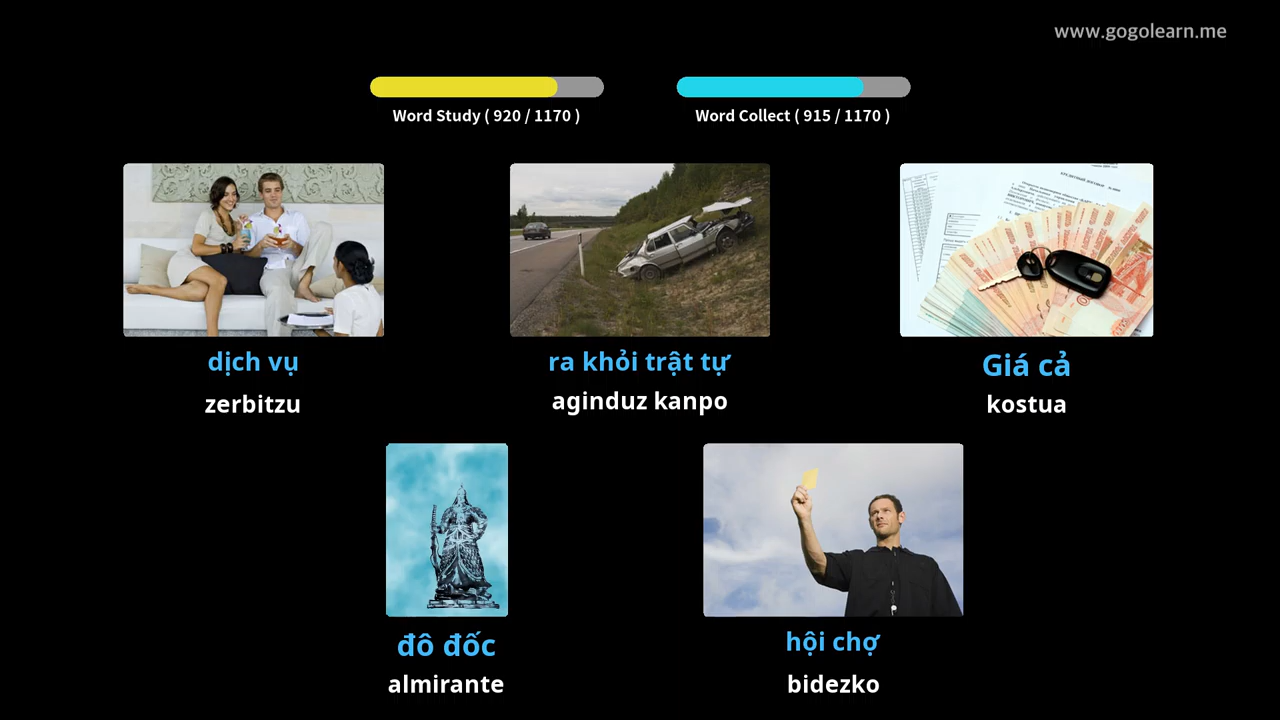 www.gogolearn.me
Word Study ( 920 / 1170 )
Word Collect ( 915 / 1170 )
dịch vụ
zerbitzu
ra khỏi trật tự
aginduz kanpo
Giá cả
kostua
đô đốc
almirante
hội chợ
bidezko